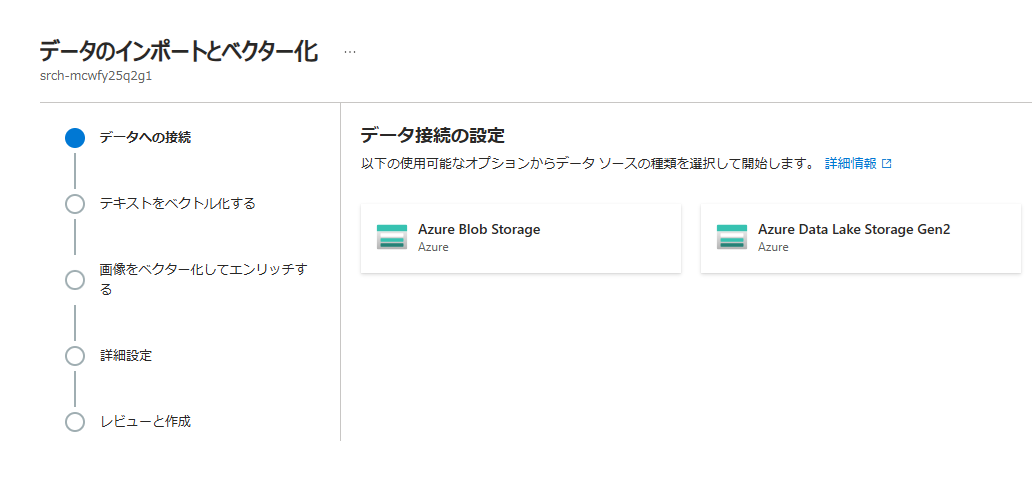 データのインポートとベクター化 …
srch-mcwfy25q2g1
データへの接続
テキストをベクトル化する
画像をベクター化してエンリッチす
る
詳細設定
レビューと作成
データ接続の設定
以下の使用可能なオプションからデータ ソースの種類を選択して開始します。 詳細情報
Azure Blob Storage
Azure
Azure Data Lake Storage Gen2
Azure